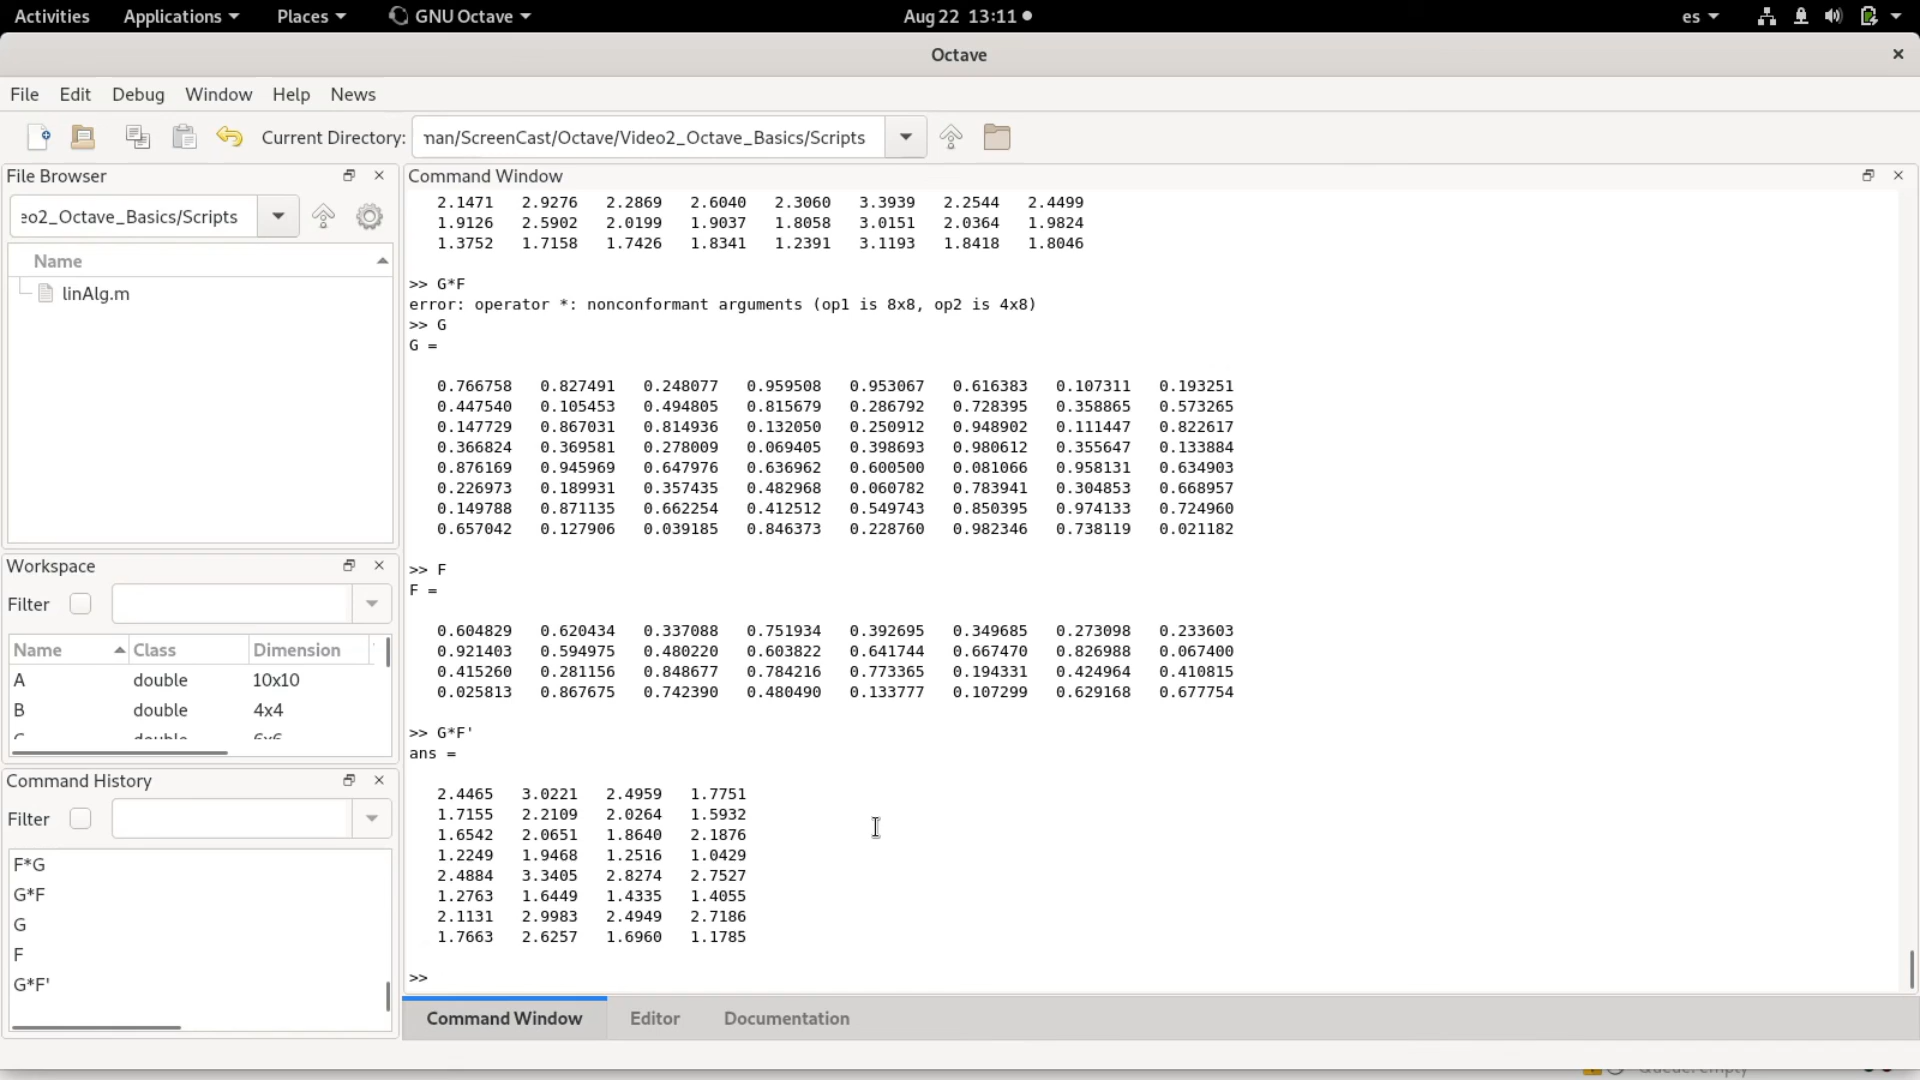 Activities Applications Places GNU Octave Aug 22 13:11 es
Octave
File Edit Debug Window Help News
Current Directory: nan/ScreenCast/Octave/Video2_Octave_Basics/Scripts
File Browser
eo2_Octave_Basics/Scripts
Name
linAlg.m
Workspace
Filter
Name Class Dimension
A double 10x10
B double 4x4
C double 6x6
Command History
Filter
F*G
G*F
G
F
G*F'
Command Window
2.1471 2.9276 2.2869 2.6040 2.3060 3.3939 2.2544 2.4499
1.9126 2.5902 2.0199 1.9037 1.8058 3.0151 2.0364 1.9824
1.3752 1.7158 1.7426 1.8341 1.2391 3.1193 1.8418 1.8046
>> G*F
error: operator *: nonconformant arguments (op1 is 8x8, op2 is 4x8)
>> G
G =
0.766758 0.827491 0.248077 0.959508 0.953067 0.616383 0.107311 0.193251
0.447540 0.105453 0.494805 0.815679 0.286792 0.728395 0.358865 0.573265
0.147729 0.867031 0.814936 0.132050 0.250912 0.948902 0.111447 0.822617
0.366824 0.369581 0.278009 0.069405 0.398693 0.980612 0.355647 0.133884
0.876169 0.945969 0.647976 0.636962 0.600500 0.081066 0.958131 0.634903
0.226973 0.189931 0.357435 0.482968 0.060782 0.783941 0.304853 0.668957
0.149788 0.871135 0.662254 0.412512 0.549743 0.850395 0.974133 0.724960
0.657042 0.127906 0.039185 0.846373 0.228760 0.982346 0.738119 0.021182
>> F
F =
0.604829 0.620434 0.337088 0.751934 0.392695 0.349685 0.273098 0.233603
0.921403 0.594975 0.480220 0.603822 0.641744 0.667470 0.826988 0.067400
0.415260 0.281156 0.848677 0.784216 0.773365 0.194331 0.424964 0.410815
0.025813 0.867675 0.742390 0.480490 0.133777 0.107299 0.629168 0.677754
>> G*F'
ans =
2.4465 3.0221 2.4959 1.7751
1.7155 2.2109 2.0264 1.5932
1.6542 2.0651 1.8640 2.1876
1.2249 1.9468 1.2516 1.0429
2.4884 3.3405 2.8274 2.7527
1.2763 1.6449 1.4335 1.4055
2.1131 2.9983 2.4949 2.7186
1.7663 2.6257 1.6960 1.1785
>>
Command Window Editor Documentation